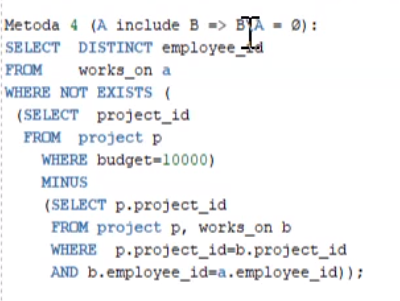 Metoda 4 (A include B => B\A = Ø):
SELECT DISTINCT employee_id
FROM works_on a
WHERE NOT EXISTS (
(SELECT project_id
FROM project p
WHERE budget=10000)
MINUS
(SELECT p.project_id
FROM project p, works_on b
WHERE p.project_id=b.project_id
AND b.employee_id=a.employee_id));